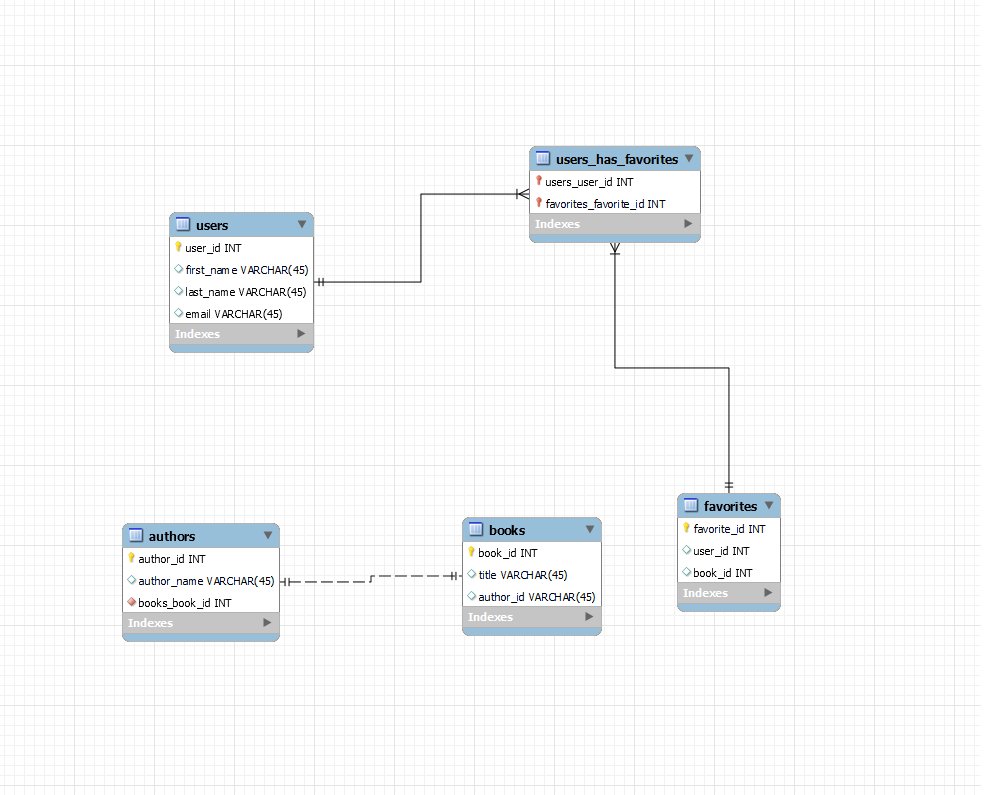 users_has_favorites
users_user_id INT
favorites_favorite_id INT
Indexes
users
user_id INT
first_name VARCHAR(45)
last_name VARCHAR(45)
email VARCHAR(45)
Indexes
authors
author_id INT
author_name VARCHAR(45)
books_book_id INT
Indexes
books
book_id INT
title VARCHAR(45)
author_id VARCHAR(45)
Indexes
favorites
favorite_id INT
user_id INT
book_id INT
Indexes